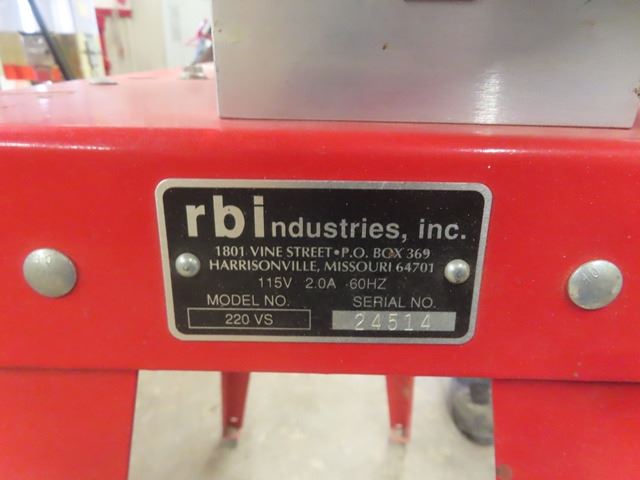 rbindustries, inc.
1801 VINE STREET•P.O. BOX 369
HARRISONVILLE, MISSOURI 64701
115V 2.0A 60HZ
MODEL NO. SERIAL NO.
220 VS 24514